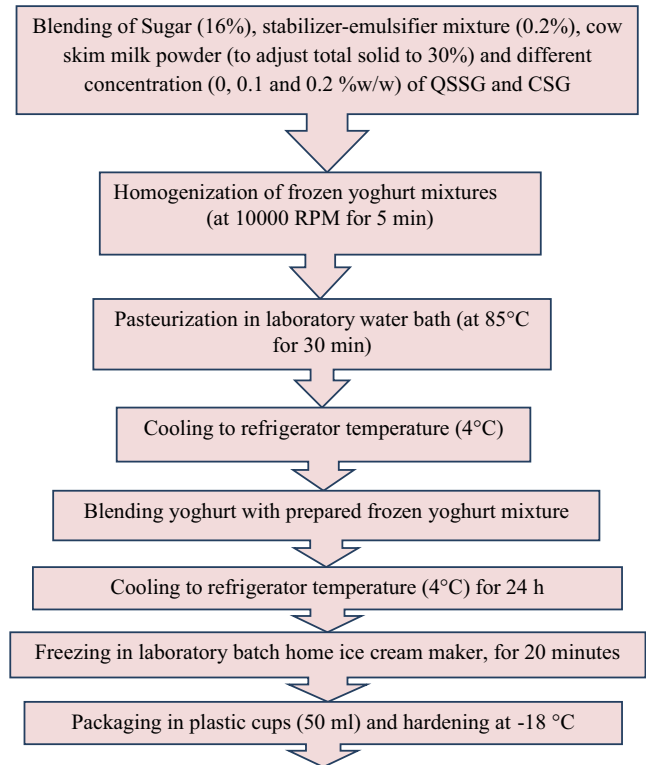 Blending of Sugar (16%), stabilizer-emulsifier mixture (0.2%), cow
skim milk powder (to adjust total solid to 30%) and different
concentration (0, 0.1 and 0.2 %w/w) of QSSG and CSG
Homogenization of frozen yoghurt mixtures
(at 10000 RPM for 5 min)
Pasteurization in laboratory water bath (at 85°C
for 30 min)
Cooling to refrigerator temperature (4°C)
Blending yoghurt with prepared frozen yoghurt mixture
Cooling to refrigerator temperature (4°C) for 24 h
Freezing in laboratory batch home ice cream maker, for 20 minutes
Packaging in plastic cups (50 ml) and hardening at -18 °C